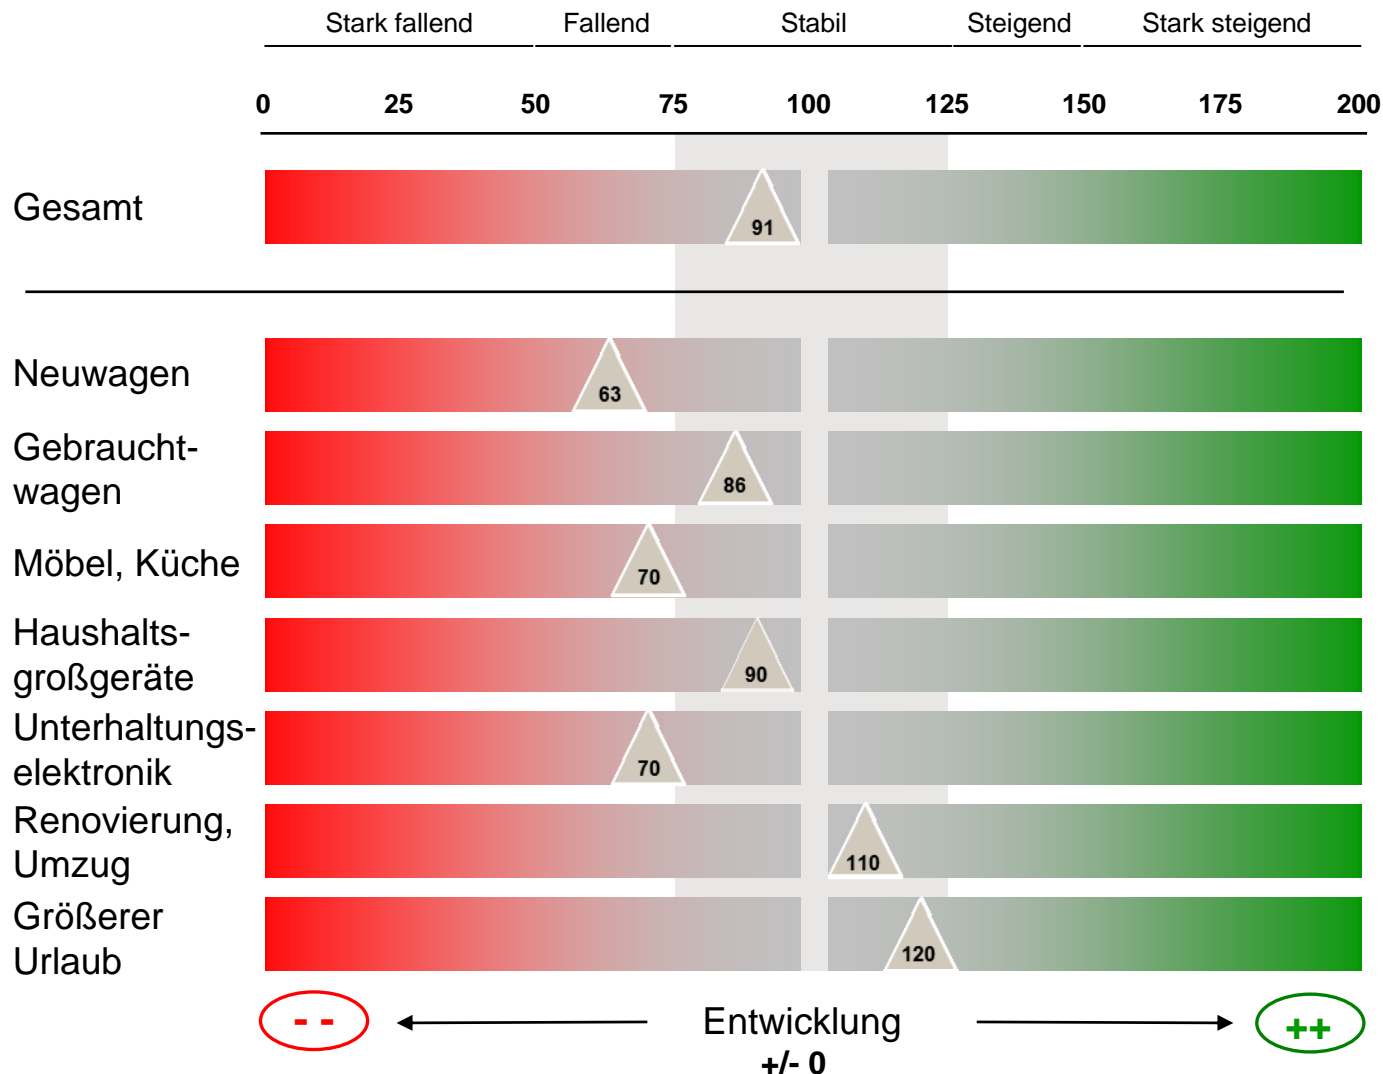 Stark fallend Fallend Stabil Steigend Stark steigend
0 25 50 75 100 125 150 175 200
Gesamt
91
Neuwagen
63
Gebraucht-
wagen
86
Möbel, Küche
70
Haushalts-
großgeräte
90
Unterhaltungs-
elektronik
70
Renovierung,
Umzug
110
Größerer
Urlaub
120
- - Entwicklung ++
+/- 0